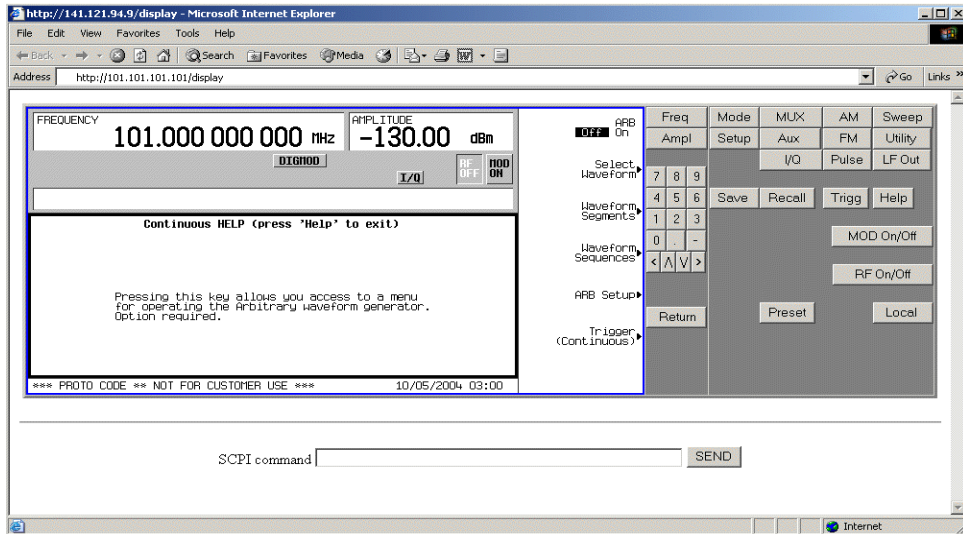 http://141.121.94.9/display - Microsoft Internet Explorer
File Edit View Favorites Tools Help
Back Search Favorites Media
Address http://101.101.101.101/display Go Links »
FREQUENCY
101.000 000 000 MHz
AMPLITUDE
-130.00 dBm
DIGMOD
I/Q
RF OFF
MOD ON
Continuous HELP (press 'Help' to exit)
Pressing this key allows you access to a menu
for operating the Arbitrary waveform generator.
Option required.
*** PROTO CODE ** NOT FOR CUSTOMER USE *** 10/05/2004 03:00
ARB
Off On
Select
Waveform
Waveform
Segments
Waveform
Sequences
ARB Setup
Trigger
(Continuous)
Freq Mode MUX AM Sweep
Ampl Setup Aux FM Utility
I/Q Pulse LF Out
7 8 9
4 5 6 Save Recall Trigg Help
1 2 3
0 . - MOD On/Off
< Λ V >
RF On/Off
Return Preset Local
SCPI command SEND
Internet